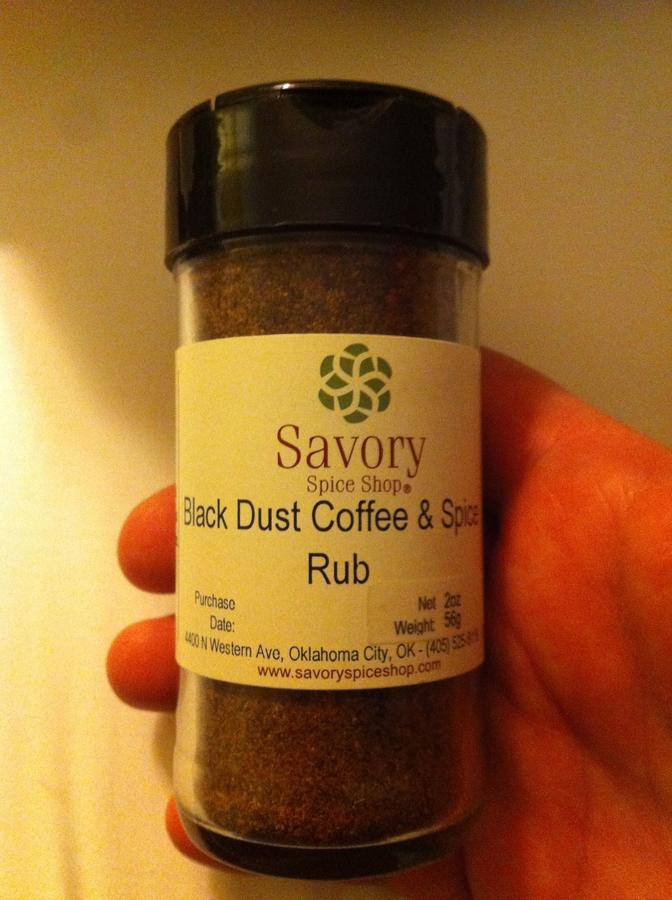 Savory
Spice Shop®
Black Dust Coffee & Spice
Rub
Purchase Net 2oz
Date: Weight: 56g
4400 N Western Ave, Oklahoma City, OK - (405)
www.savoryspiceshop.com